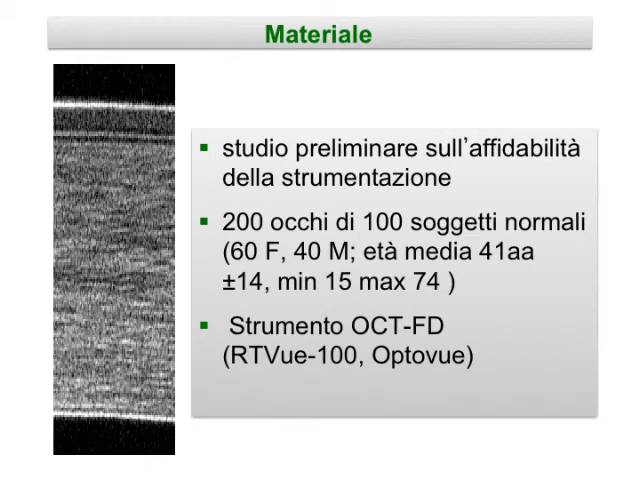 Materiale
▪ studio preliminare sull’affidabilità
della strumentazione
▪ 200 occhi di 100 soggetti normali
(60 F, 40 M; età media 41aa
±14, min 15 max 74 )
▪ Strumento OCT-FD
(RTVue-100, Optovue)